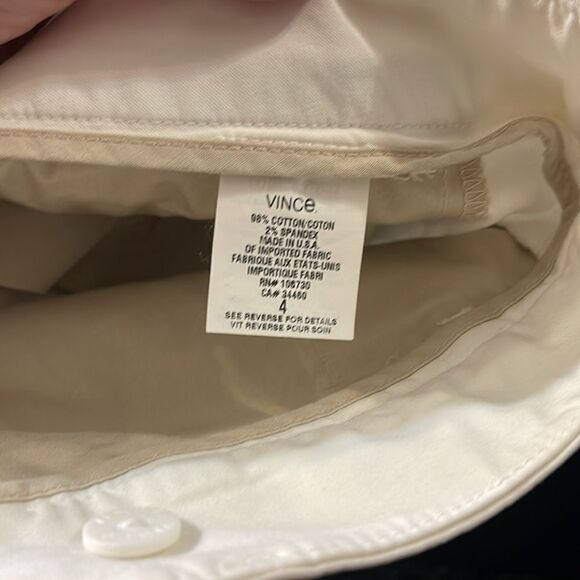 VINCE.
98% COTTON/COTON
2% SPANDEX
MADE IN U.S.A.
OF IMPORTED FABRIC
FABRIQUE AUX ETATS-UNIS
IMPORTIQUE FABRI
RN# 106730
CA# 34460
4
SEE REVERSE FOR DETAILS
VIT REVERSE POUR SOIN